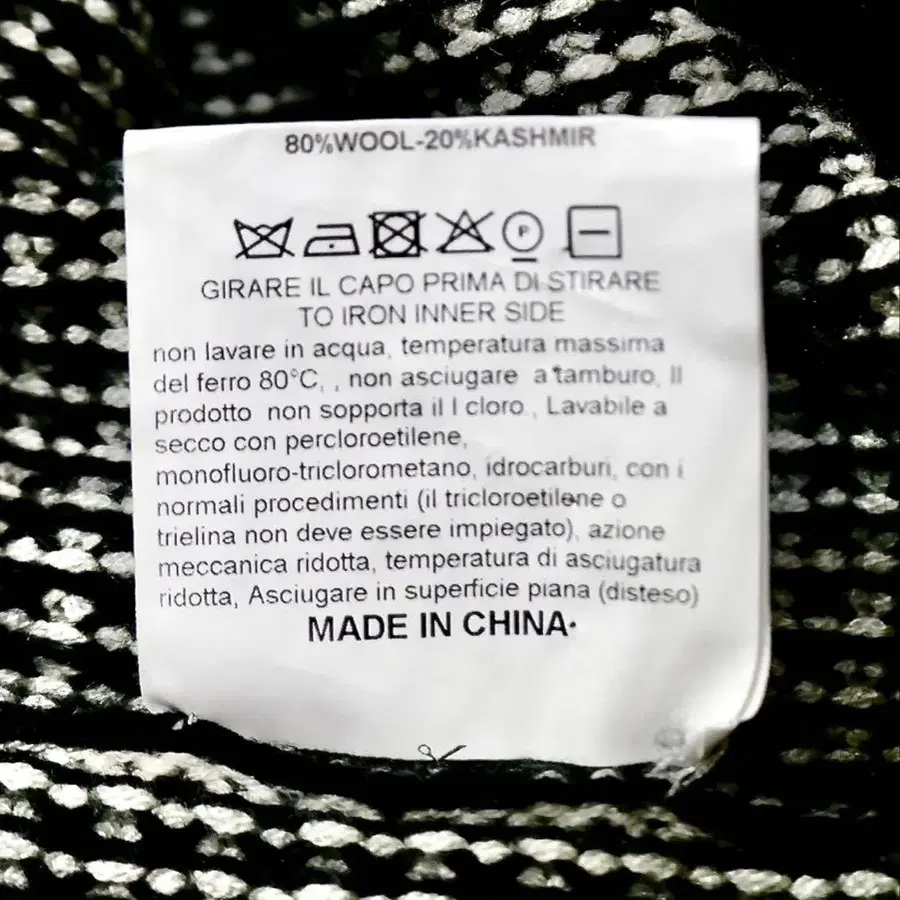 80%WOOL-20%KASHMIR
P
GIRARE IL CAPO PRIMA DI STIRARE
TO IRON INNER SIDE
non lavare in acqua, temperatura massima
del ferro 80°C, , non asciugare a tamburo, Il
prodotto non sopporta il l cloro , Lavabile a
secco con percloroetilene,
monofluoro-triclorometano, idrocarburi, con i
normali procedimenti (il tricloroetilene o
trielina non deve essere impiegato), azione
meccanica ridotta, temperatura di asciugatura
ridotta, Asciugare in superficie piana (disteso)
MADE IN CHINA·